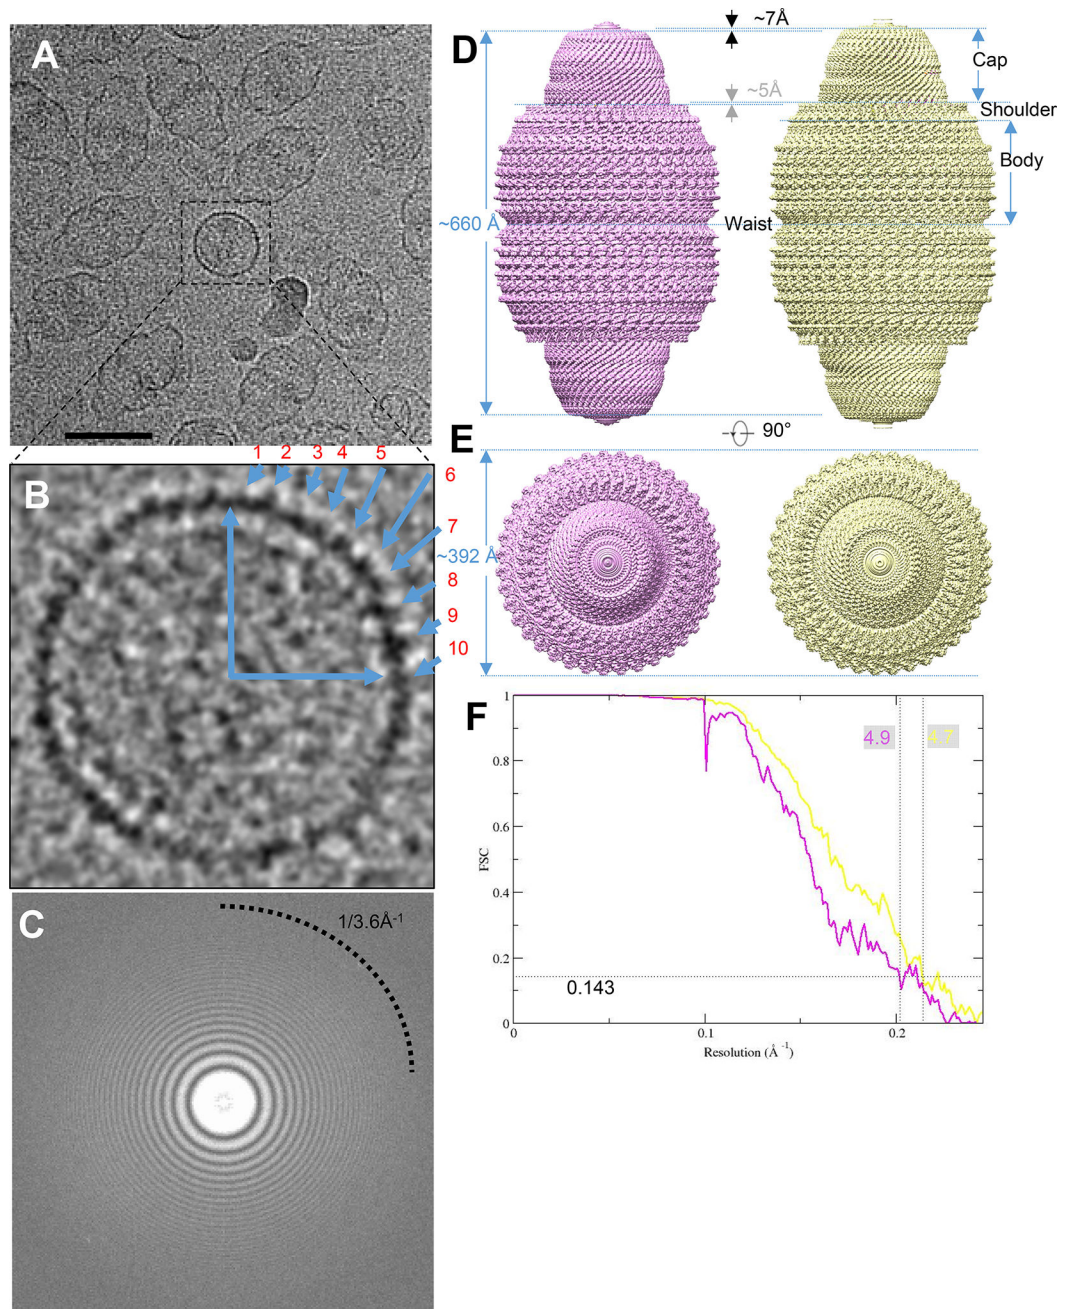 A
D
~7Å
~5Å
Cap
Shoulder
Body
~660 Å
Waist
E
90°
~392 Å
B
1
2
3
4
5
6
7
8
9
10
C
1/3.6Å-1
F
4.9
4.7
1
0.8
0.6
0.4
0.2
0
0.143
FSC
0
0.1
0.2
Resolution (Å -1)